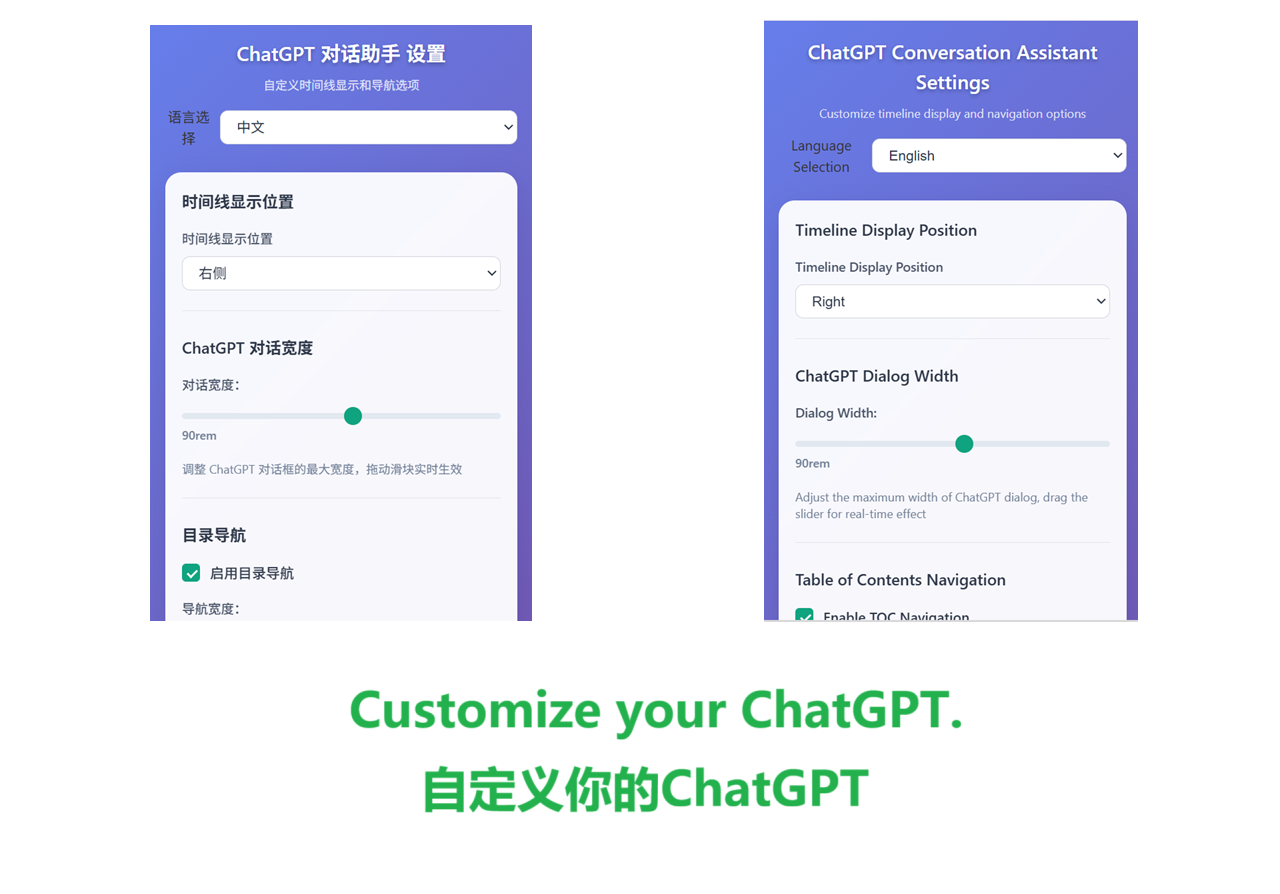 ChatGPT 对话助手 设置
自定义时间线显示和导航选项
语言选
择
中文
时间线显示位置
时间线显示位置
右侧
ChatGPT 对话宽度
对话宽度：
90rem
调整 ChatGPT 对话框的最大宽度，拖动滑块实时生效
目录导航
启用目录导航
导航宽度：
ChatGPT Conversation Assistant
Settings
Customize timeline display and navigation options
Language
Selection
English
Timeline Display Position
Timeline Display Position
Right
ChatGPT Dialog Width
Dialog Width:
90rem
Adjust the maximum width of ChatGPT dialog, drag the
slider for real-time effect
Table of Contents Navigation
Enable TOC Navigation
Customize your ChatGPT.
自定义你的ChatGPT